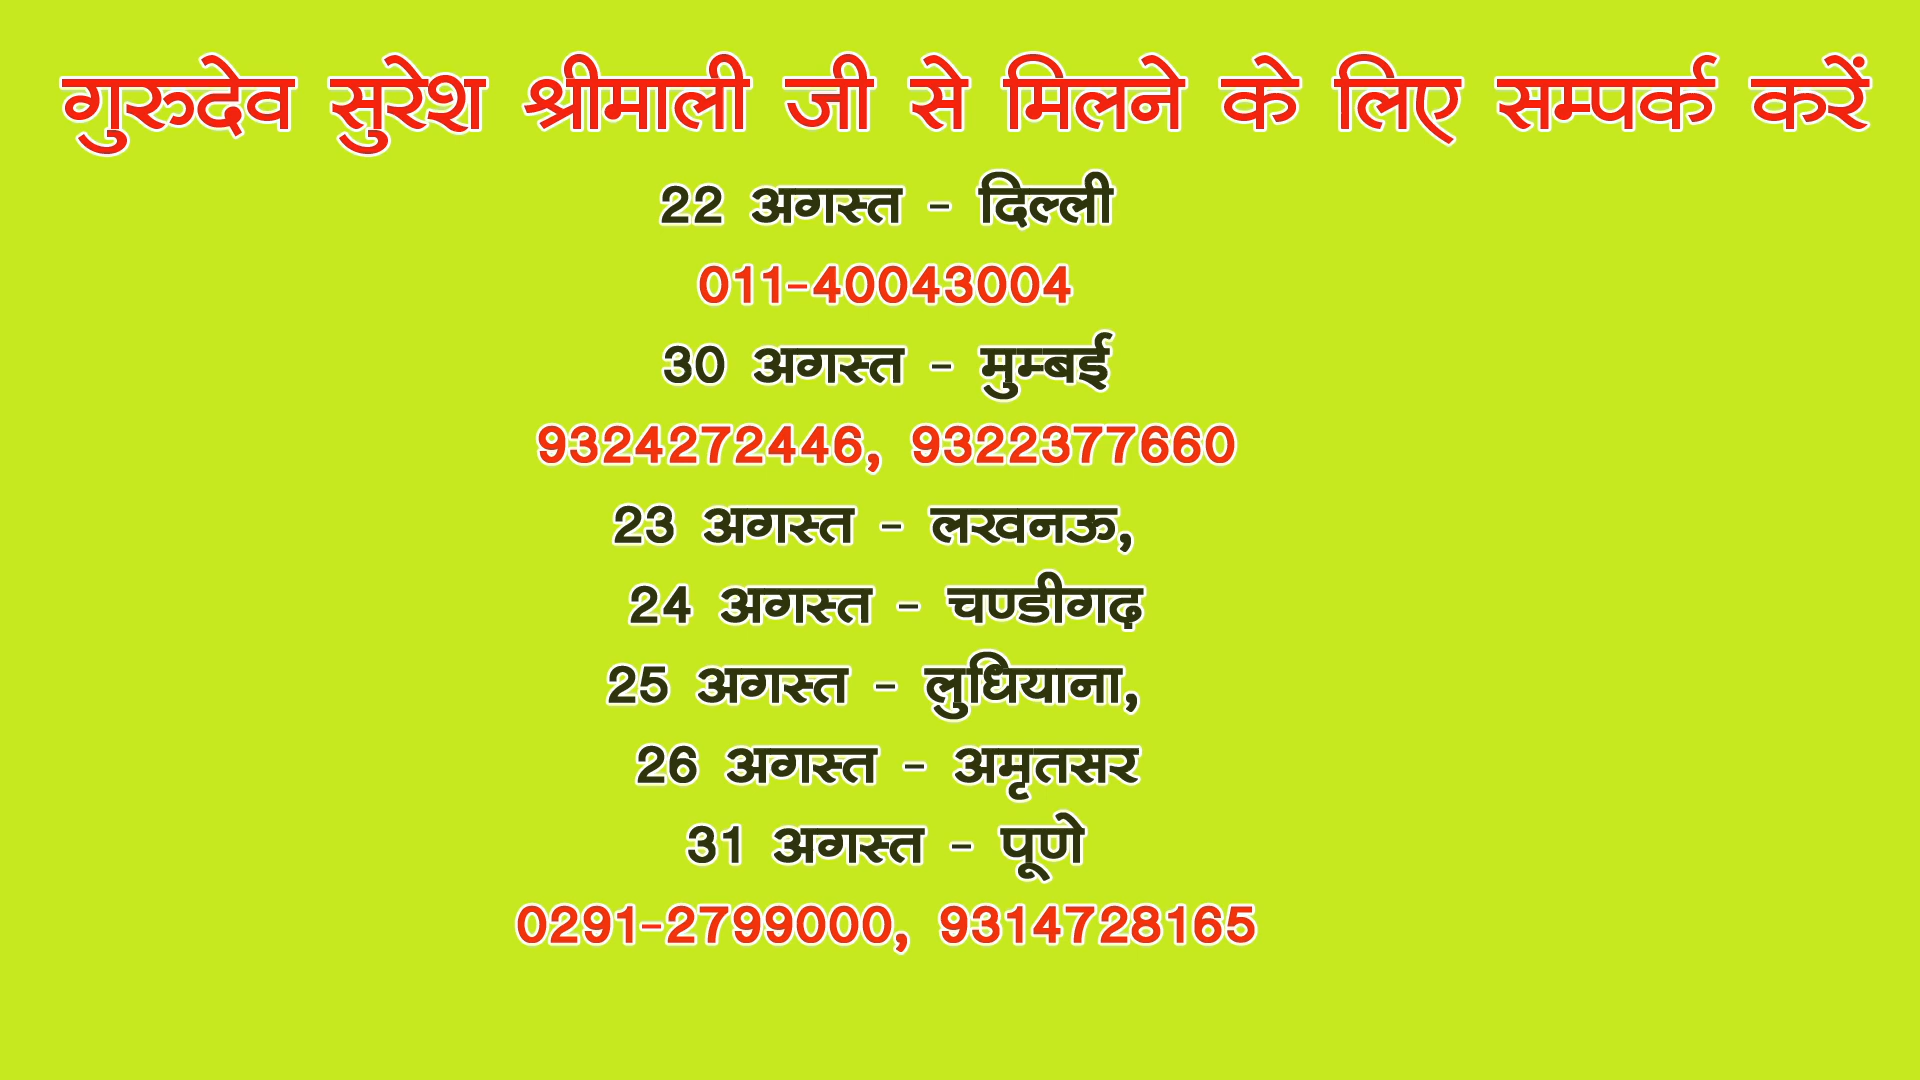 गुरुदेव सुरेश श्रीमाली जी से मिलने के लिए सम्पर्क करें
22 अगस्त - दिल्ली
011-40043004
30 अगस्त - मुम्बई
9324272446, 9322377660
23 अगस्त - लखनऊ,
24 अगस्त - चण्डीगढ़
25 अगस्त - लुधियाना,
26 अगस्त - अमृतसर
31 अगस्त - पूणे
0291-2799000, 9314728165